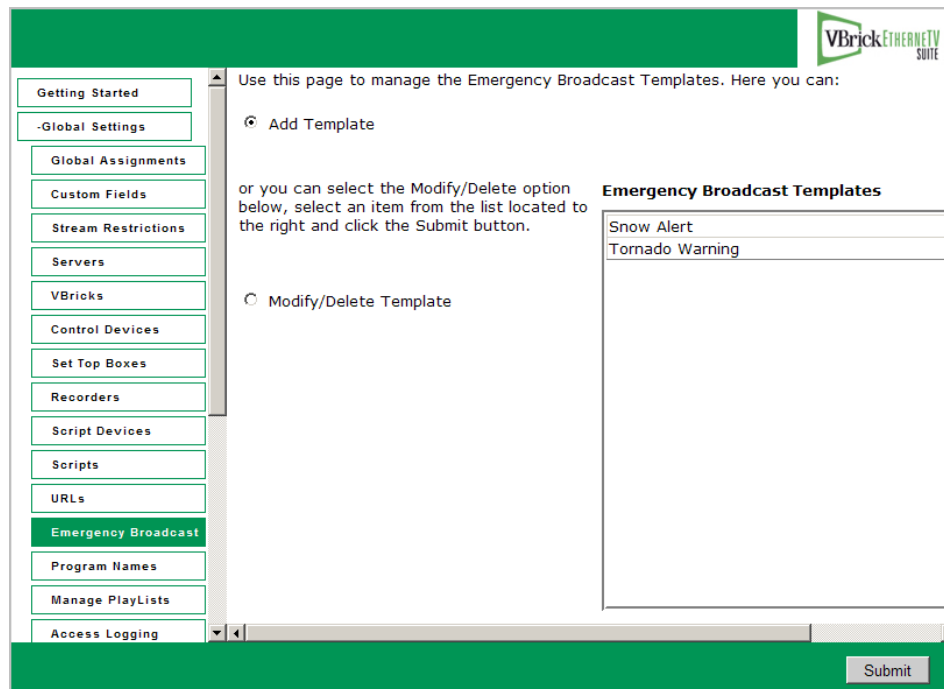 VBrick ETHERNETV
SUITE
Getting Started
-Global Settings
Global Assignments
Custom Fields
Stream Restrictions
Servers
VBricks
Control Devices
Set Top Boxes
Recorders
Script Devices
Scripts
URLs
Emergency Broadcast
Program Names
Manage PlayLists
Access Logging
Use this page to manage the Emergency Broadcast Templates. Here you can:
Add Template
or you can select the Modify/Delete option
below, select an item from the list located to
the right and click the Submit button.
Modify/Delete Template
Emergency Broadcast Templates
Snow Alert
Tornado Warning
Submit